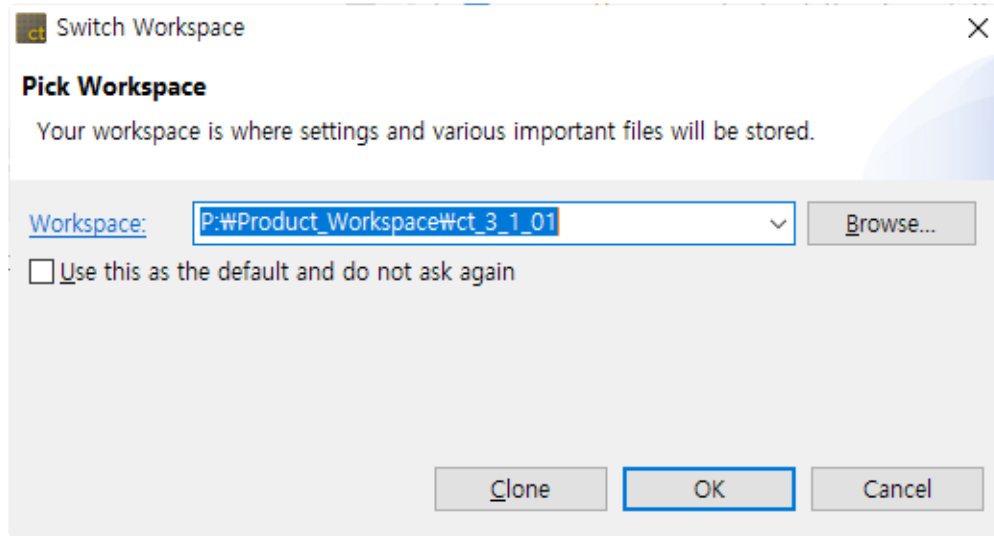 ct Switch Workspace
Pick Workspace
Your workspace is where settings and various important files will be stored.
Workspace: P:₩Product_Workspace₩ct_3_1_01 Browse...
Use this as the default and do not ask again
Clone OK Cancel